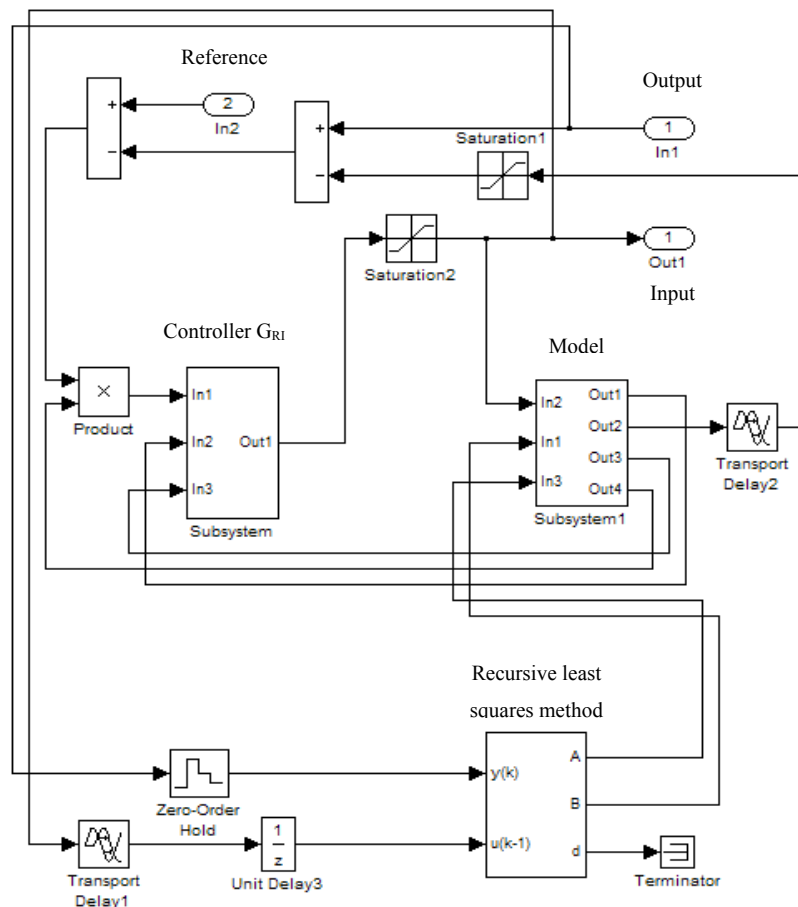 Reference
Output
+
−
2
In2
+
−
Saturation1
1
In1
Saturation2
1
Out1
Input
Controller GRI
Model
×
Product
In1
In2
In3
Out1
Subsystem
In2
In1
In3
Out1
Out2
Out3
Out4
Subsystem1
Transport
Delay2
Recursive least
squares method
Zero-Order
Hold
y(k)
u(k-1)
A
B
d
Transport
Delay1
1
z
Unit Delay3
Terminator